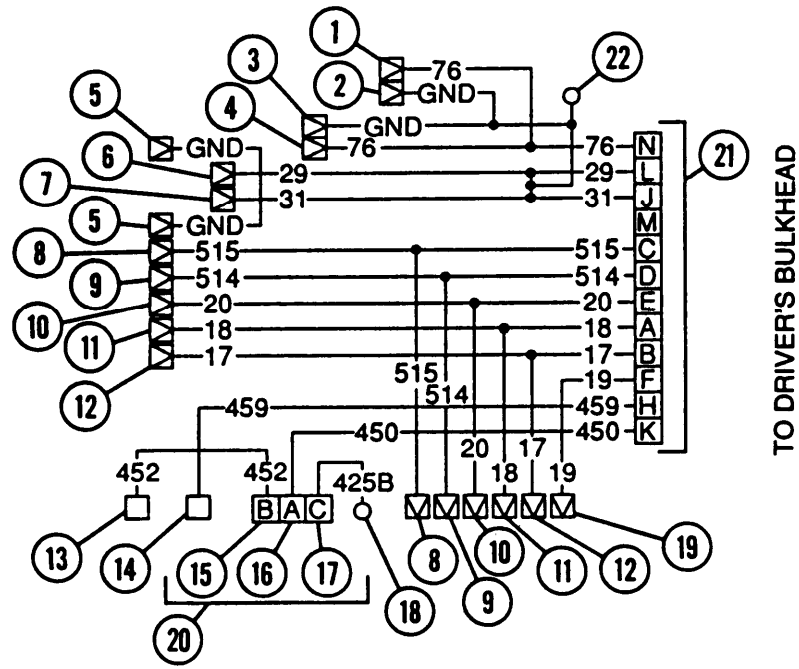 1
76
2
GND
22
3
4
GND
76
76 N
21
5
GND
6
29
29 L
7
31
31 J
5
GND
M
8
515
515 C
9
514
514 D
10
20
20 E
11
18
18 A
12
17
17 B
515
19 F
514
459
459 H
450
450 K
20
17
452
452
425B
18
19
B A C
13
14
15
16
17
18
8
9
10
11
12
19
20
TO DRIVER'S BULKHEAD